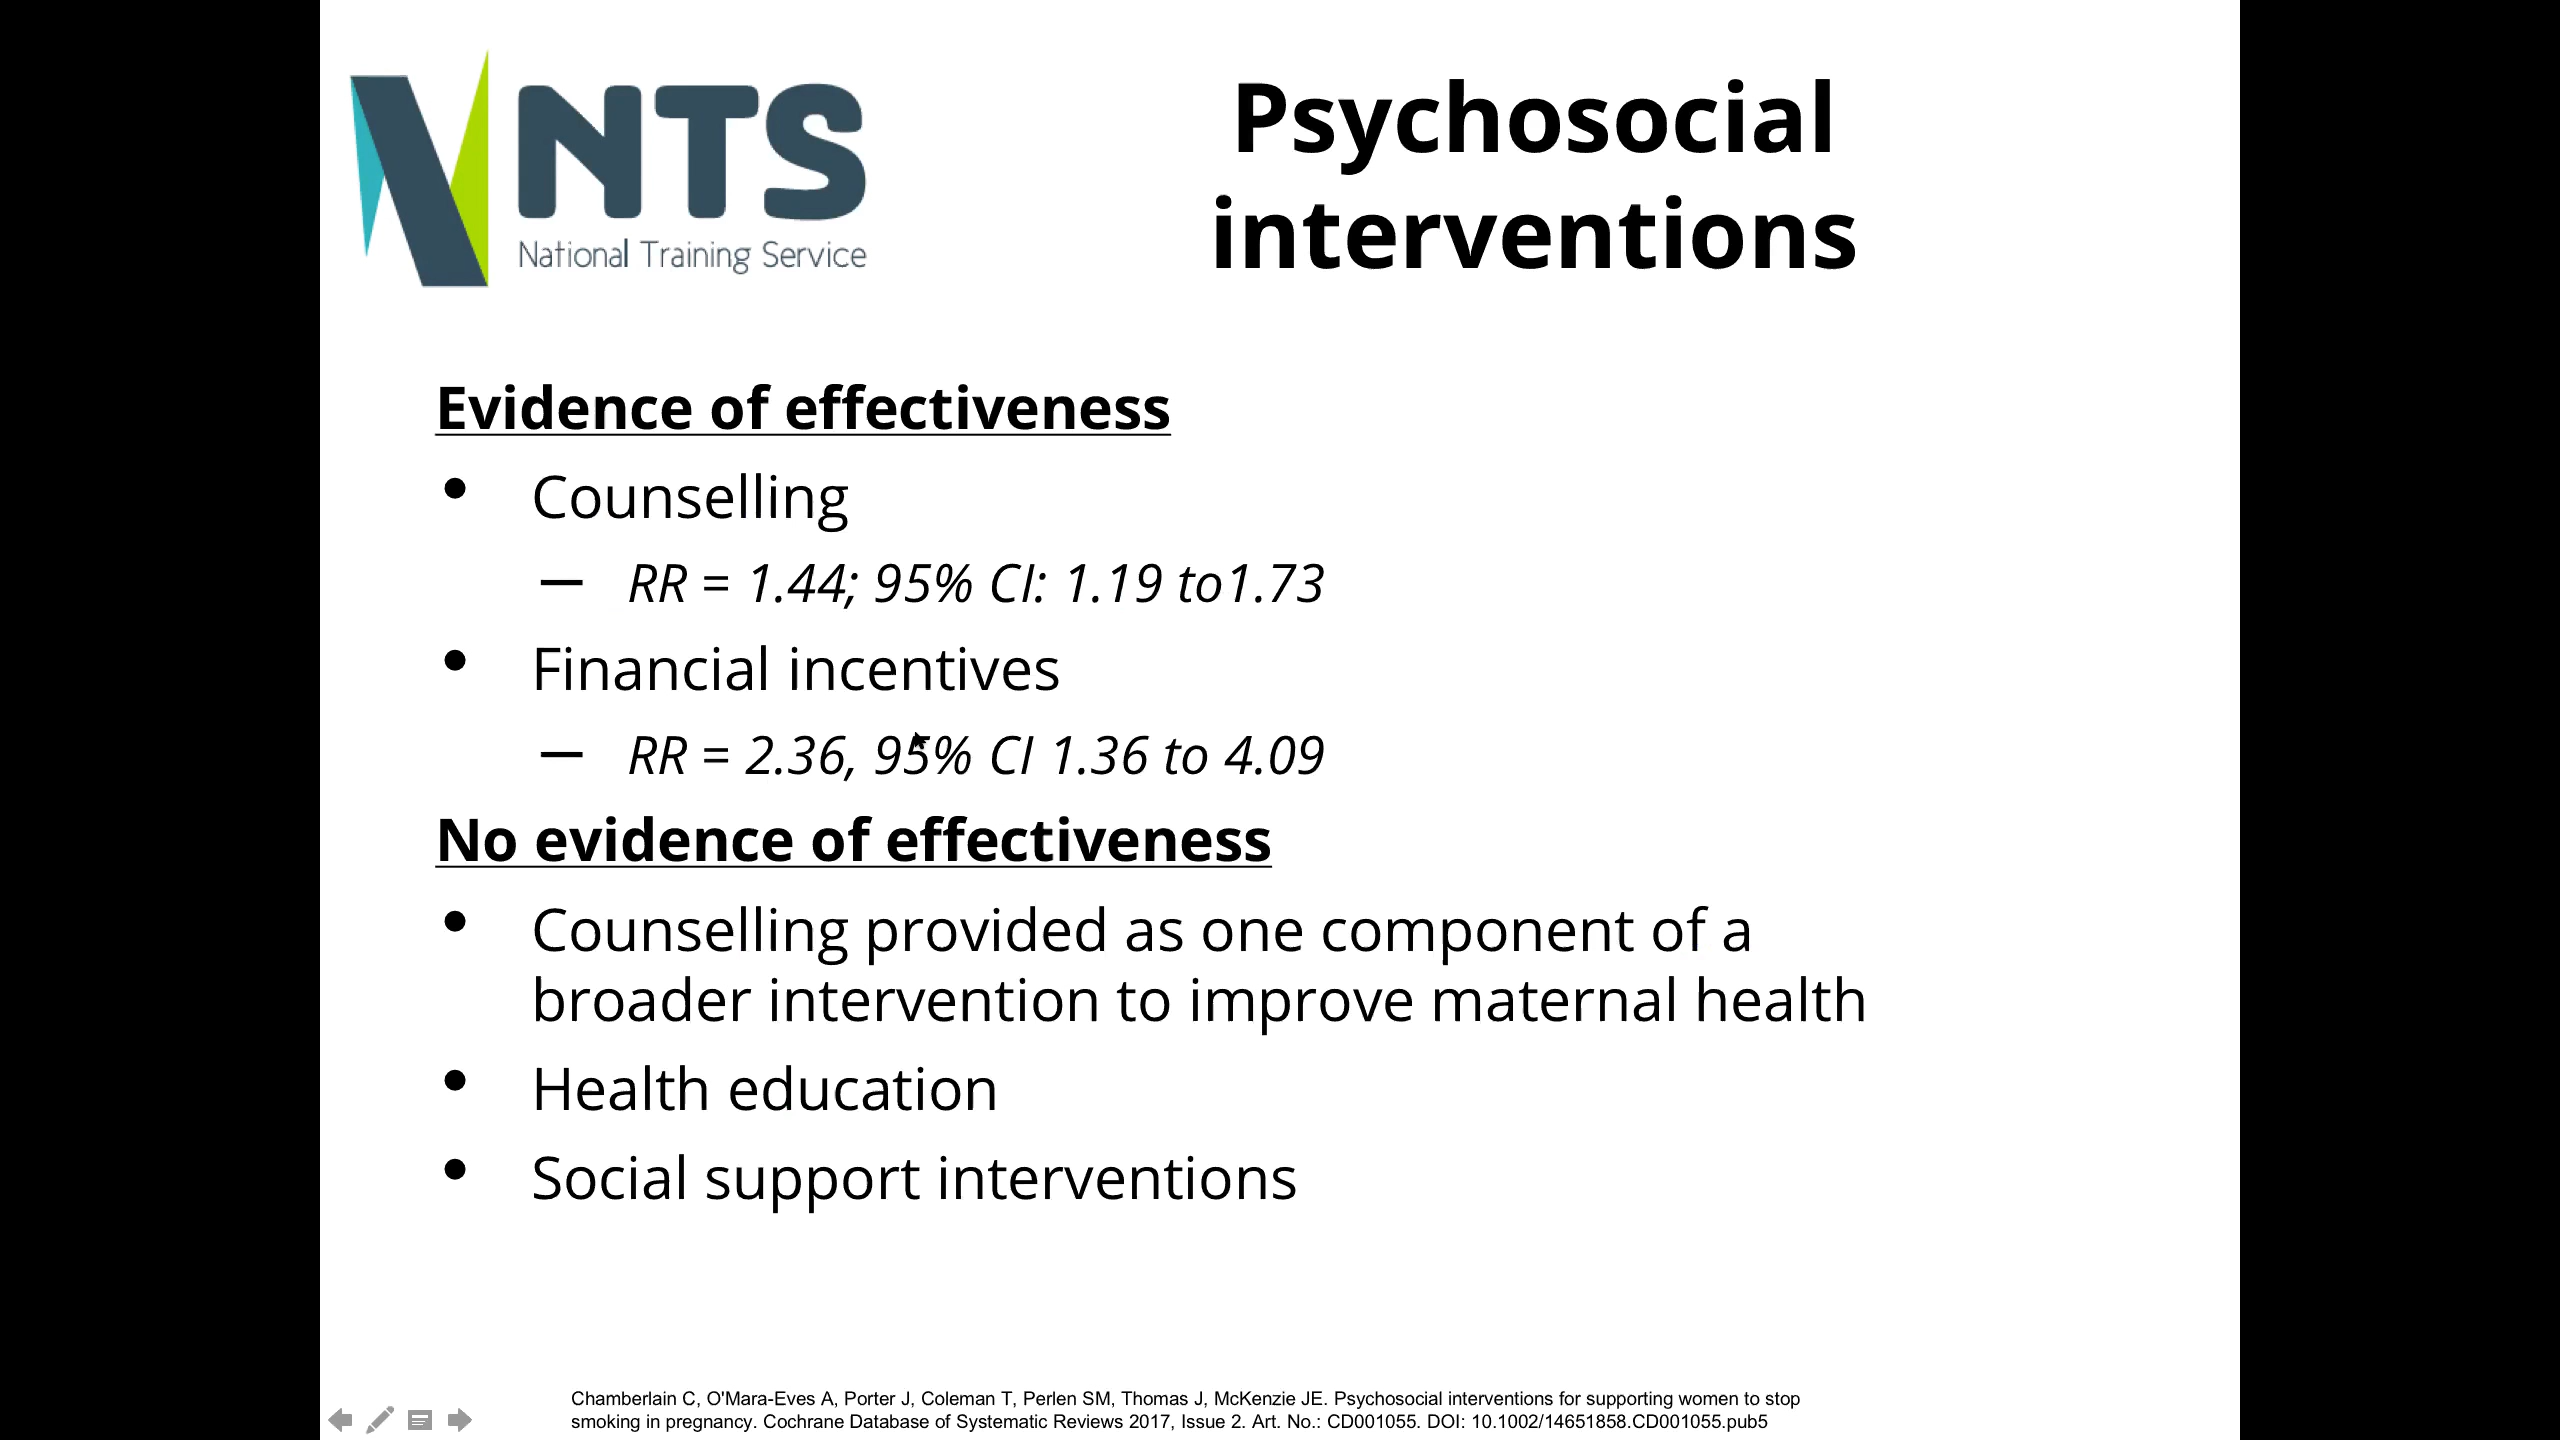 NTS
National Training Service
Psychosocial
interventions
Evidence of effectiveness
• Counselling
— RR = 1.44; 95% CI: 1.19 to1.73
• Financial incentives
— RR = 2.36, 95% CI 1.36 to 4.09
No evidence of effectiveness
• Counselling provided as one component of a
broader intervention to improve maternal health
• Health education
• Social support interventions
Chamberlain C, O'Mara-Eves A, Porter J, Coleman T, Perlen SM, Thomas J, McKenzie JE. Psychosocial interventions for supporting women to stop
smoking in pregnancy. Cochrane Database of Systematic Reviews 2017, Issue 2. Art. No.: CD001055. DOI: 10.1002/14651858.CD001055.pub5